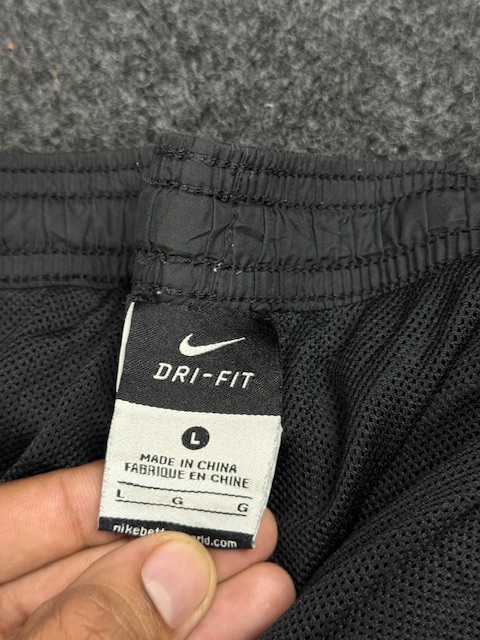 DRI-FIT
L
MADE IN CHINA
FABRIQUE EN CHINE
L G G